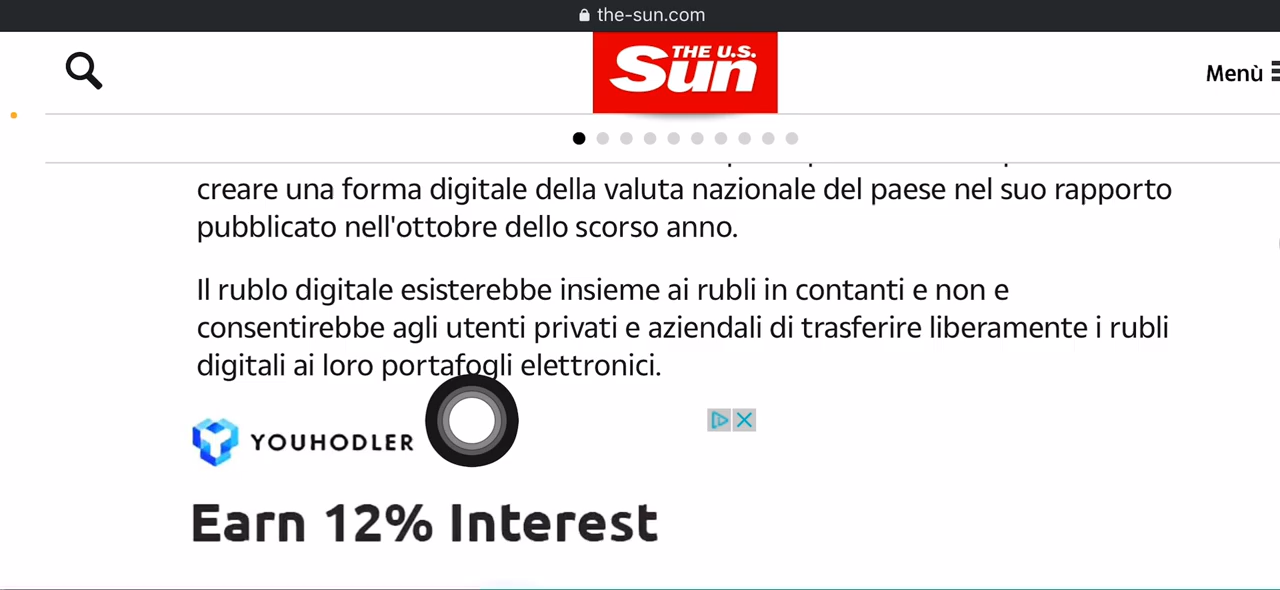 the-sun.com
THE U.S.
Sun
Menù
creare una forma digitale della valuta nazionale del paese nel suo rapporto
pubblicato nell'ottobre dello scorso anno.
Il rublo digitale esisterebbe insieme ai rubli in contanti e non e
consentirebbe agli utenti privati e aziendali di trasferire liberamente i rubli
digitali ai loro portafogli elettronici.
YOUHODLER
Earn 12% Interest